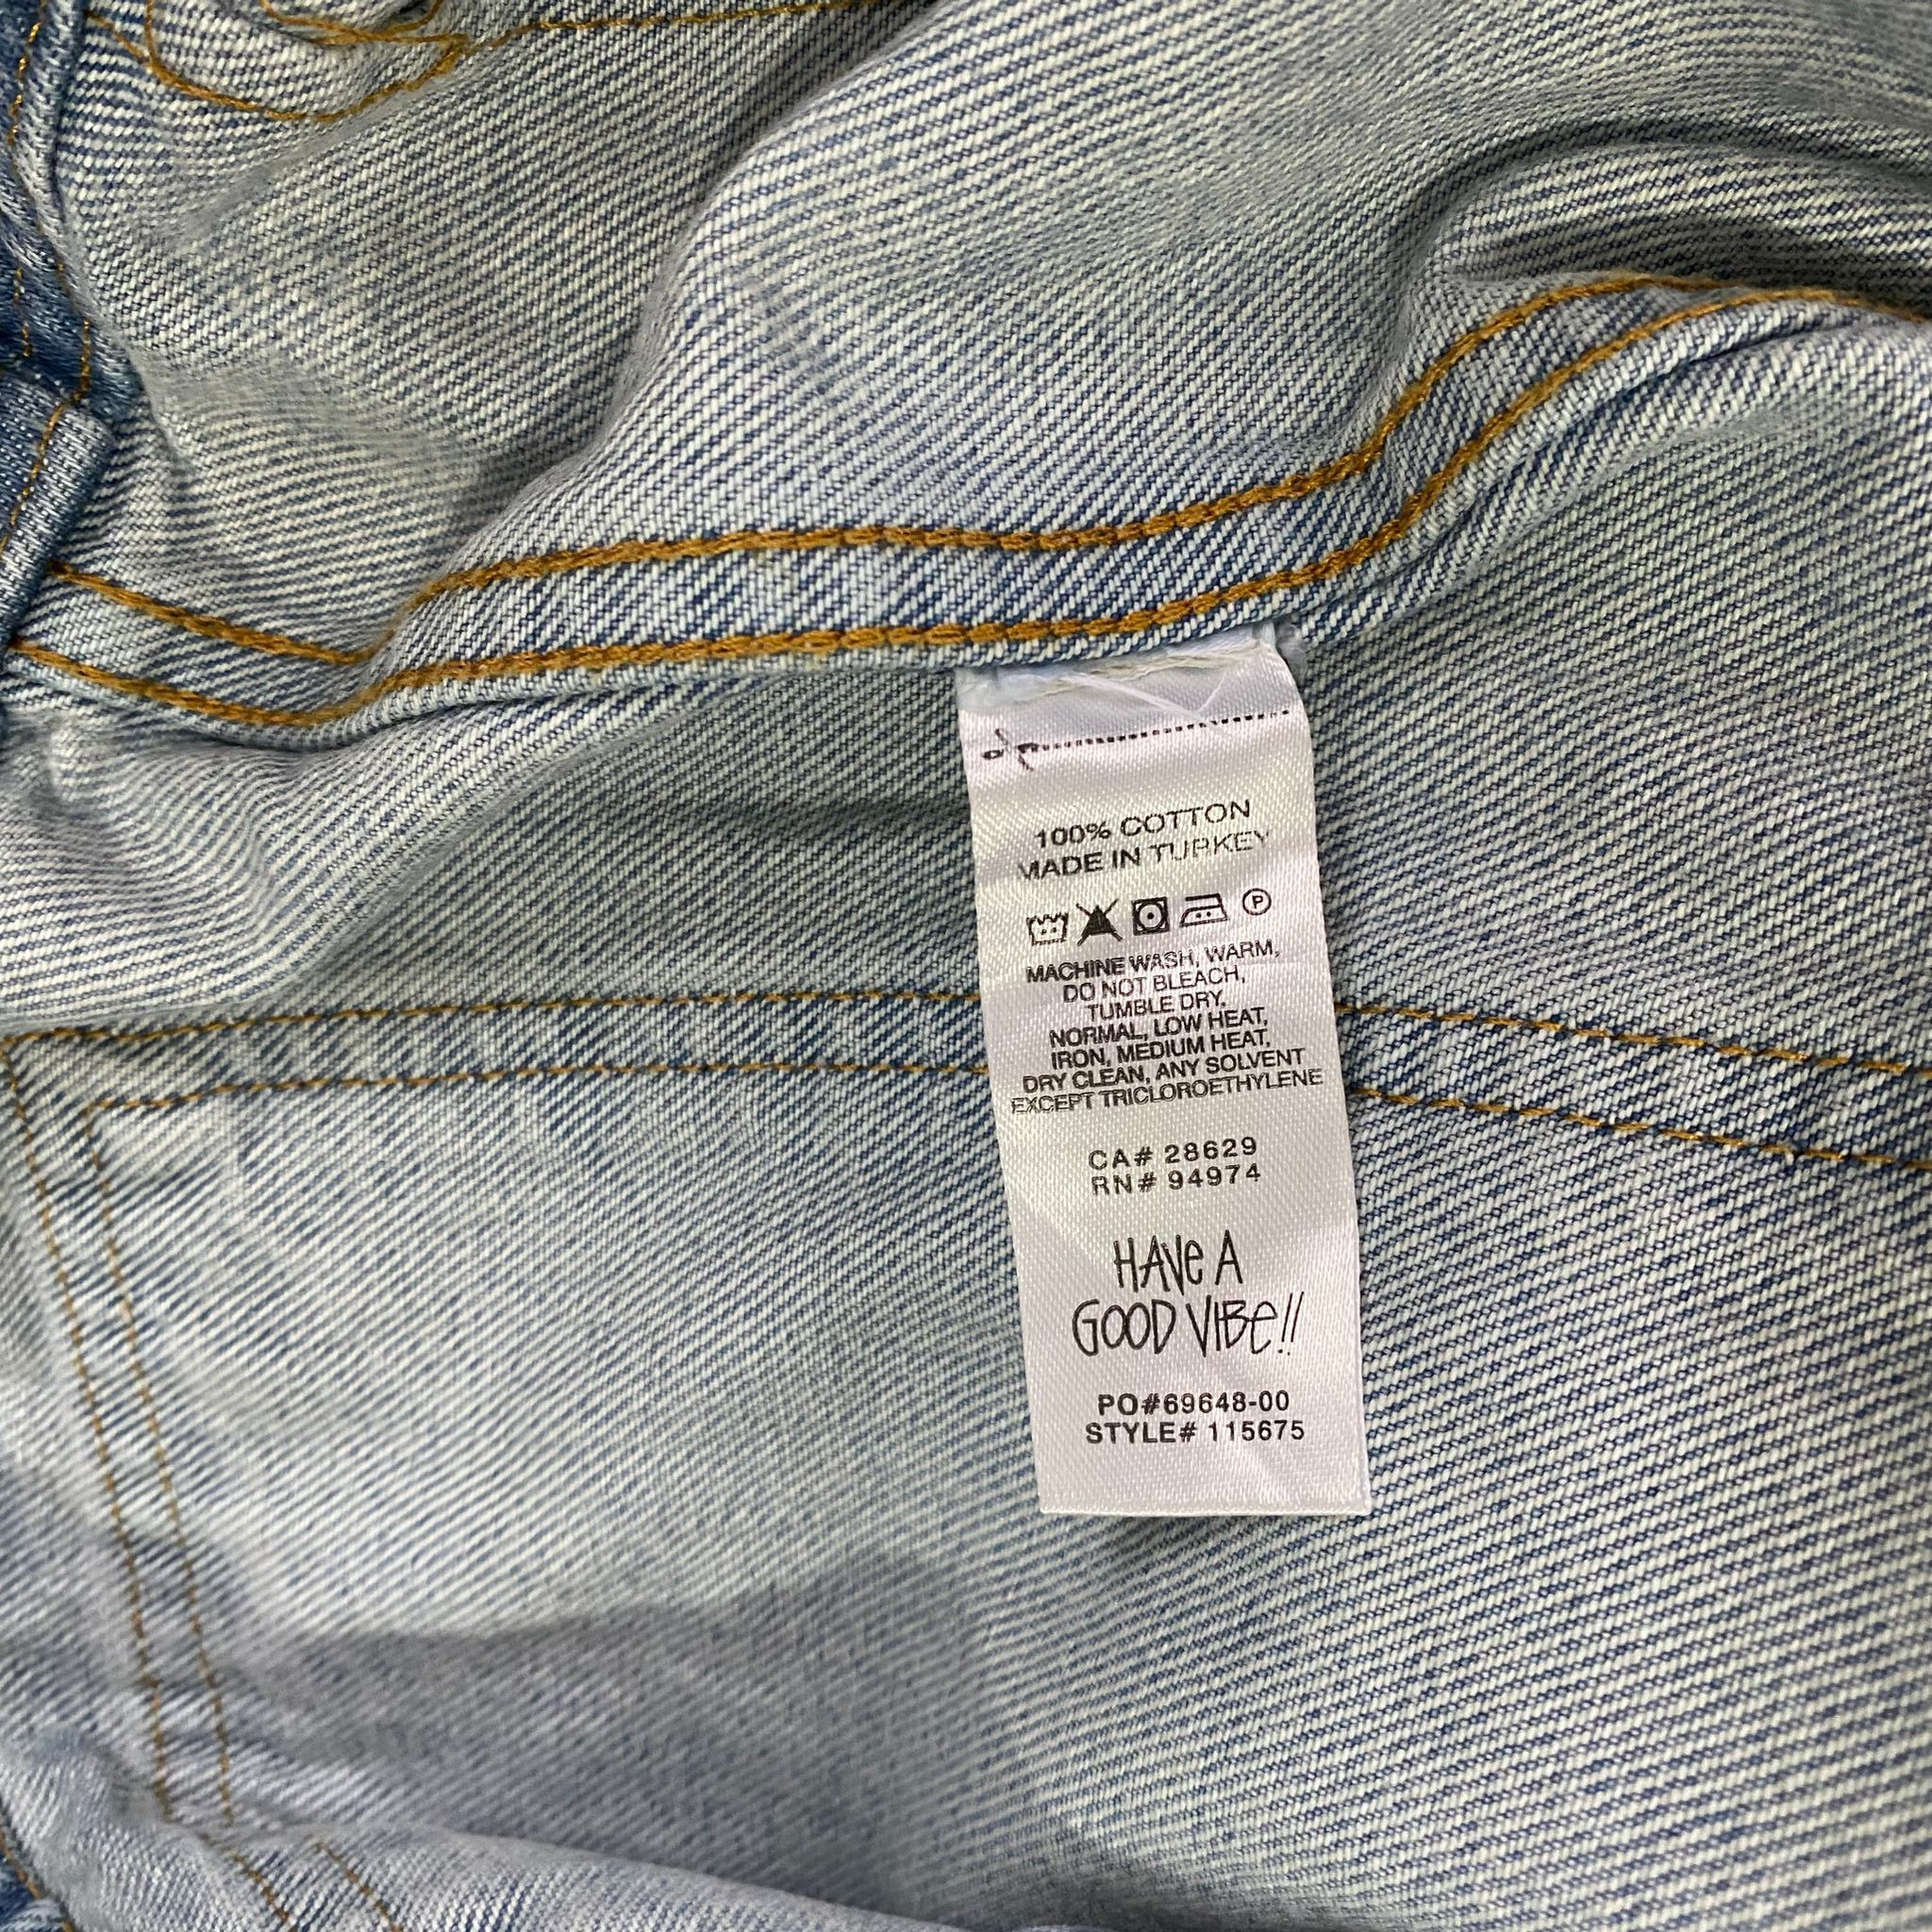 100% COTTON
MADE IN TURKEY
P
MACHINE WASH, WARM,
DO NOT BLEACH,
TUMBLE DRY,
NORMAL, LOW HEAT,
IRON, MEDIUM HEAT,
DRY CLEAN, ANY SOLVENT
EXCEPT TRICLOROETHYLENE
CA# 28629
RN# 94974
HAVe A
GOOD VIBe!!
PO#69648-00
STYLE# 115675